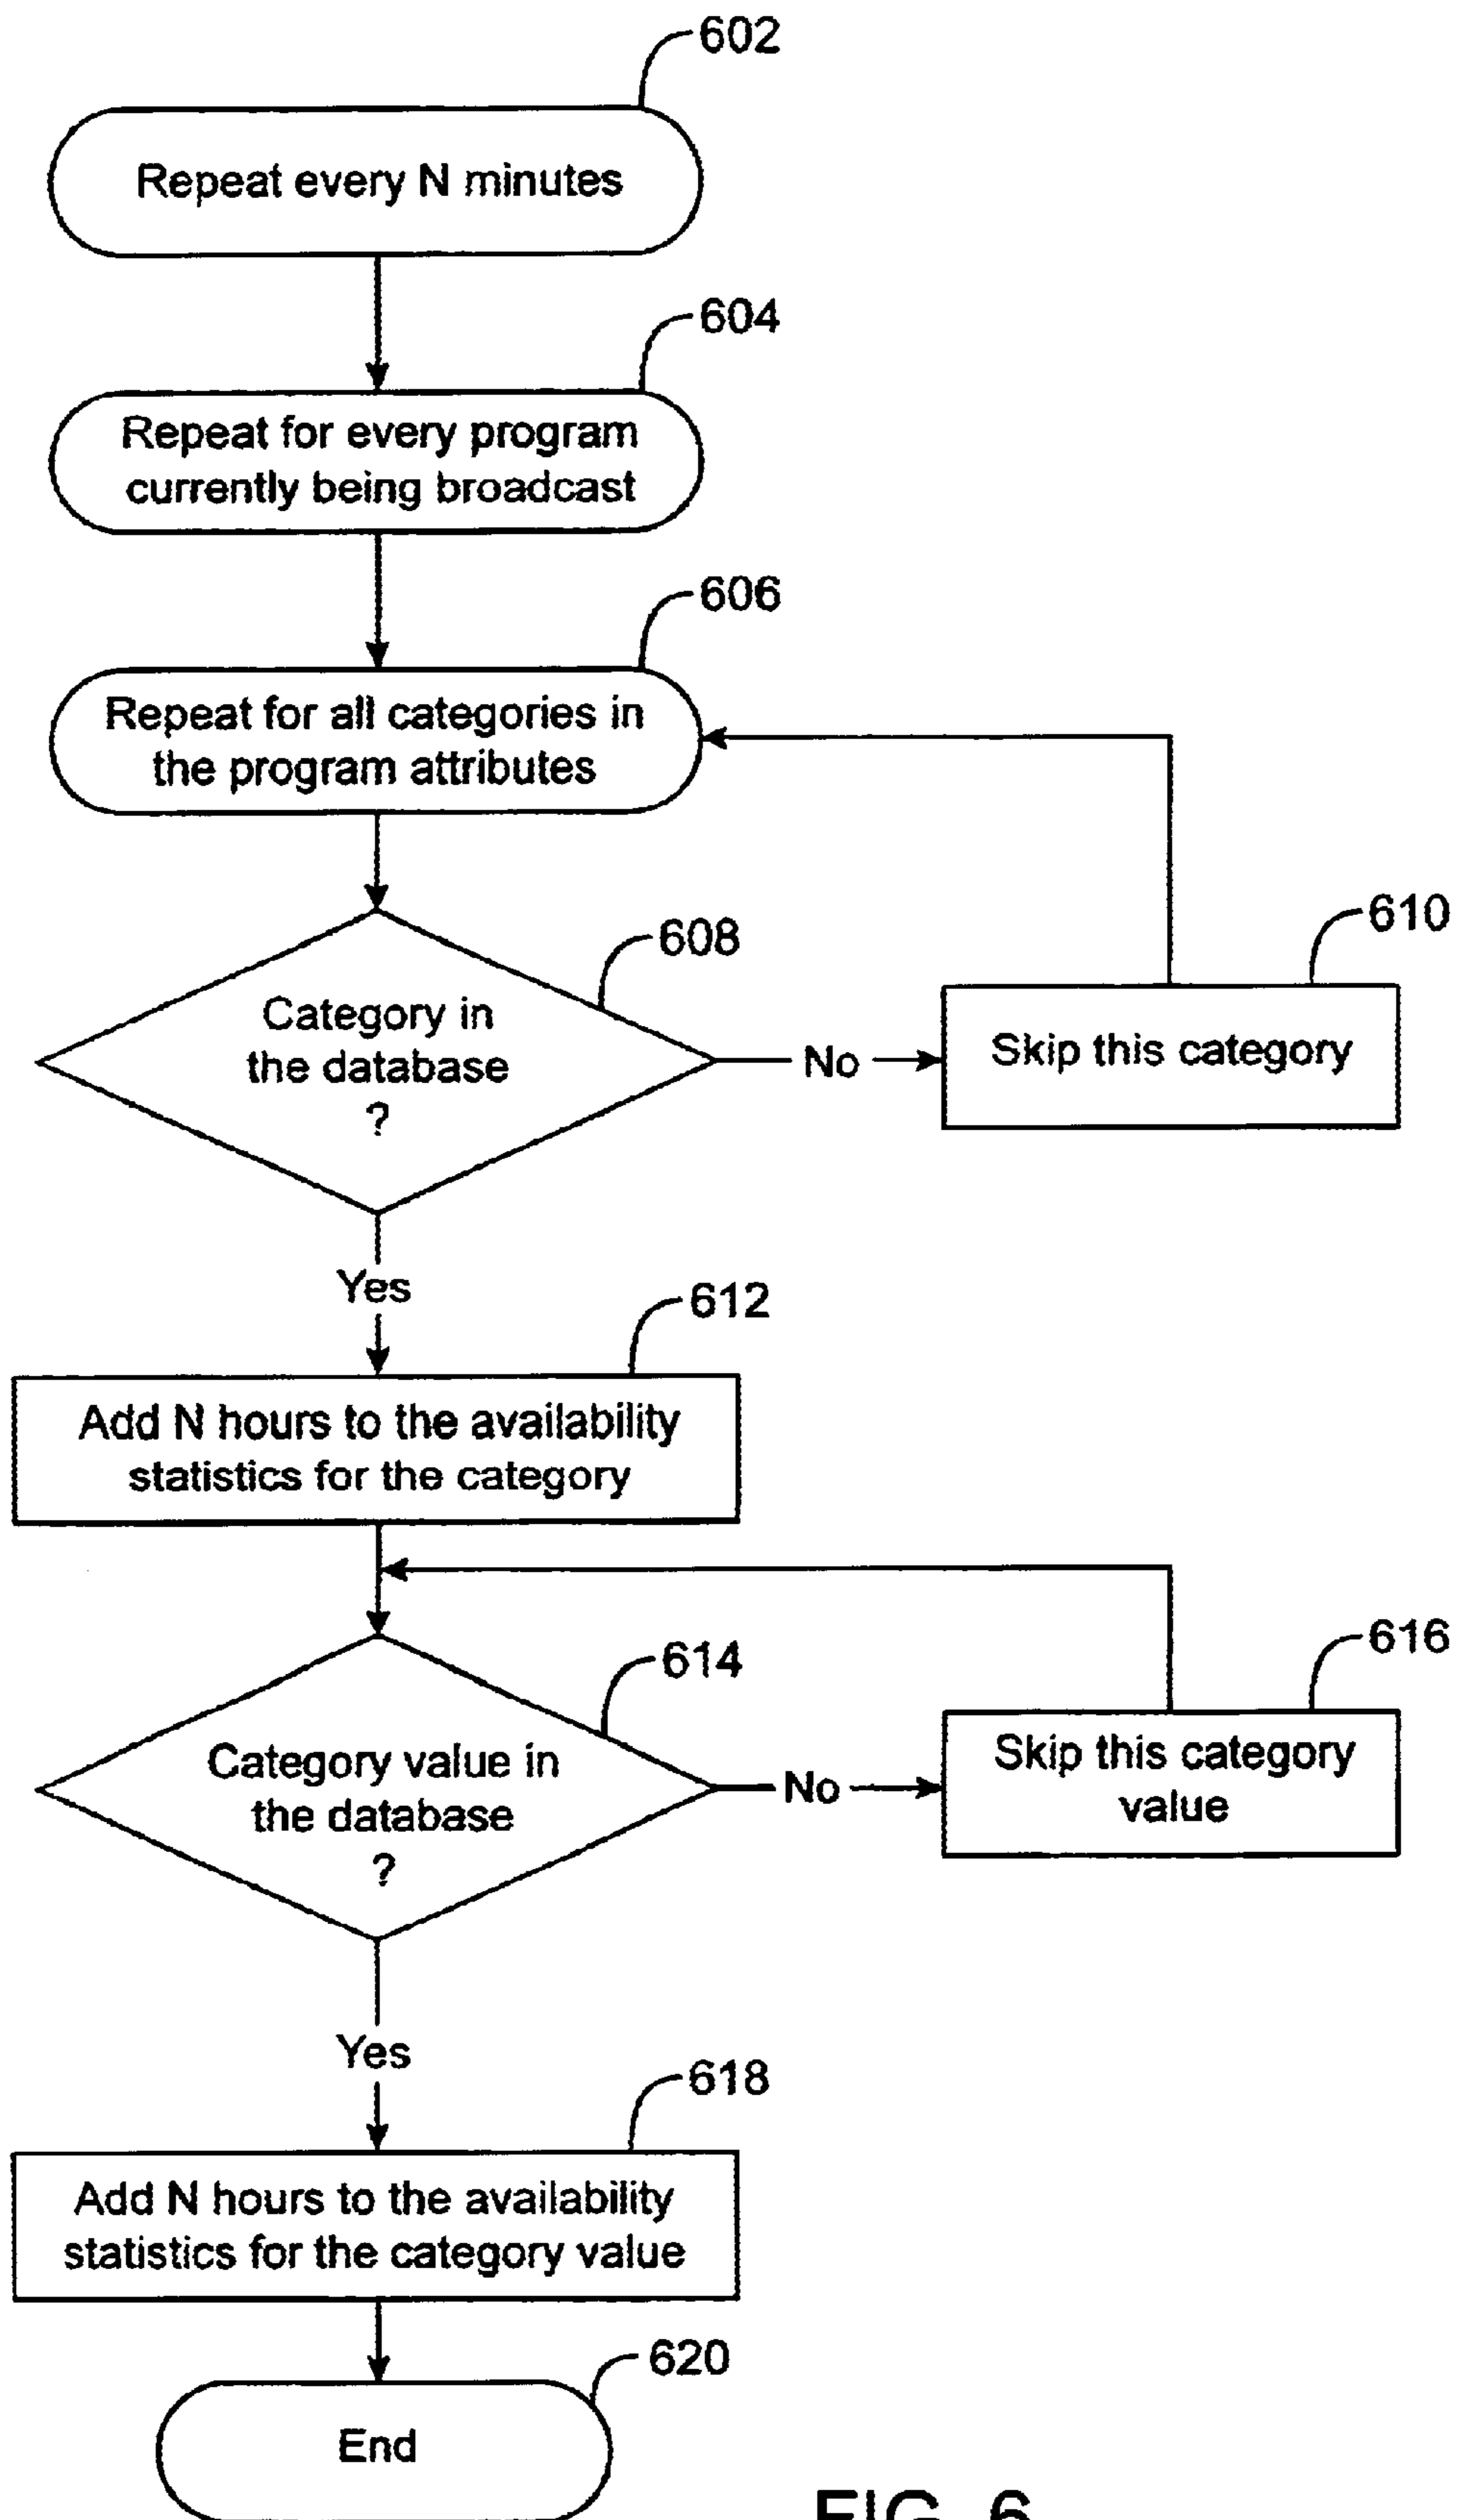 602
Repeat every N minutes
604
Repeat for every program
currently being broadcast
606
Repeat for all categories in
the program attributes
608
Category in
the database
?
610
No
Skip this category
Yes
612
Add N hours to the availability
statistics for the category
614
Category value in
the database
?
616
No
Skip this category
value
Yes
618
Add N hours to the availability
statistics for the category value
620
End
FIG. 6